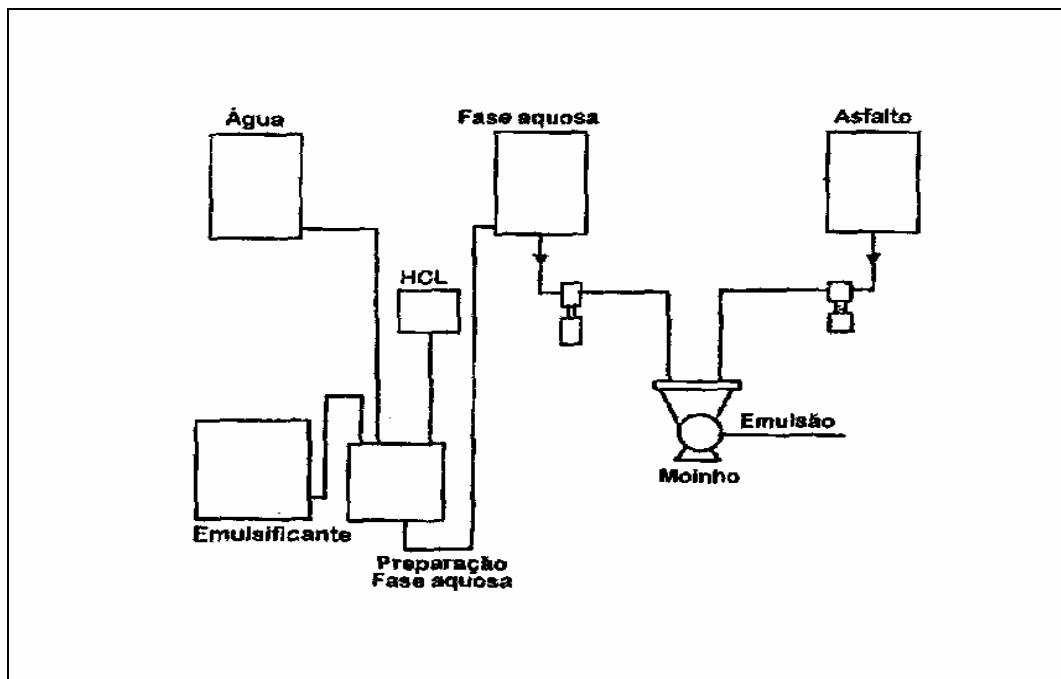 Água
Fase aquosa
Asfalto
HCL
Emulsão
Moinho
Emulsificante
Preparação
Fase aquosa